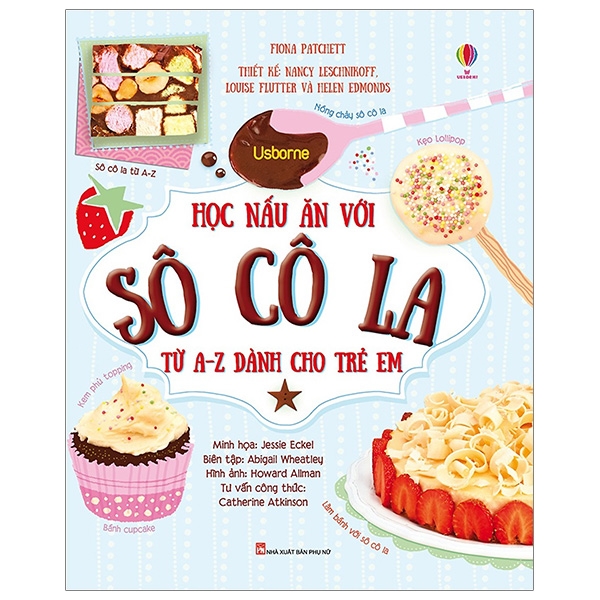 FIONA PATCHETT
THIẾT KẾ: NANCY LESCHNIKOFF,
LOUISE FLUTTER VÀ HELEN EDMONDS
USBORNE
Nóng chảy sô cô la
Usborne
Kẹo Lollipop
Sô cô la từ A-Z
HỌC NẤU ĂN VỚI
SÔ CÔ LA
TỪ A-Z DÀNH CHO TRẺ EM
Kem phủ topping
Minh họa: Jessie Eckel
Biên tập: Abigail Wheatley
Hình ảnh: Howard Allman
Tư vấn công thức:
Catherine Atkinson
Bánh cupcake
Làm bánh với sô cô la
NHÀ XUẤT BẢN PHỤ NỮ